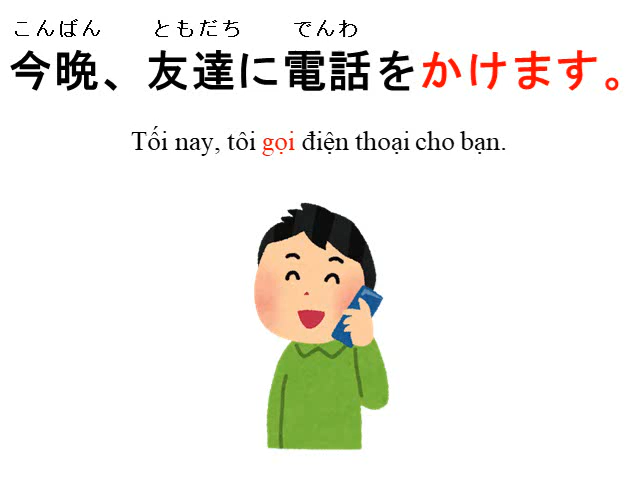 こんばん ともだち でんわ
今晩、友達に電話をかけます。
Tối nay, tôi gọi điện thoại cho bạn.